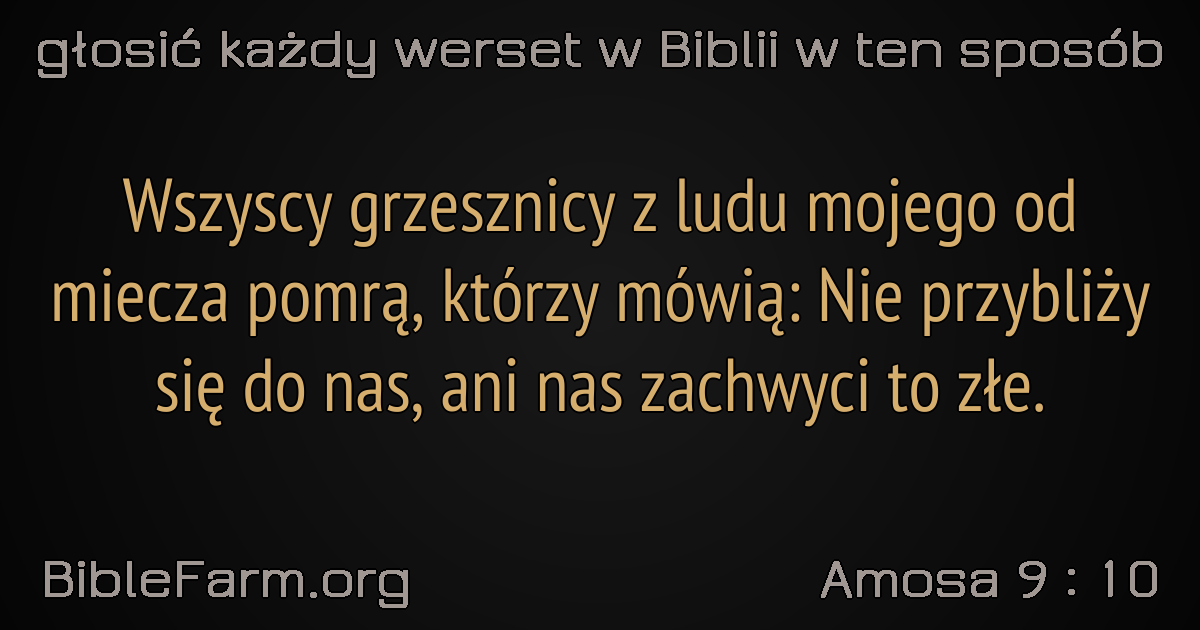 głosić każdy werset w Biblii w ten sposób
Wszyscy grzesznicy z ludu mojego od
miecza pomrą, którzy mówią: Nie przybliży
się do nas, ani nas zachwyci to złe.
BibleFarm.org
Amosa 9 : 10